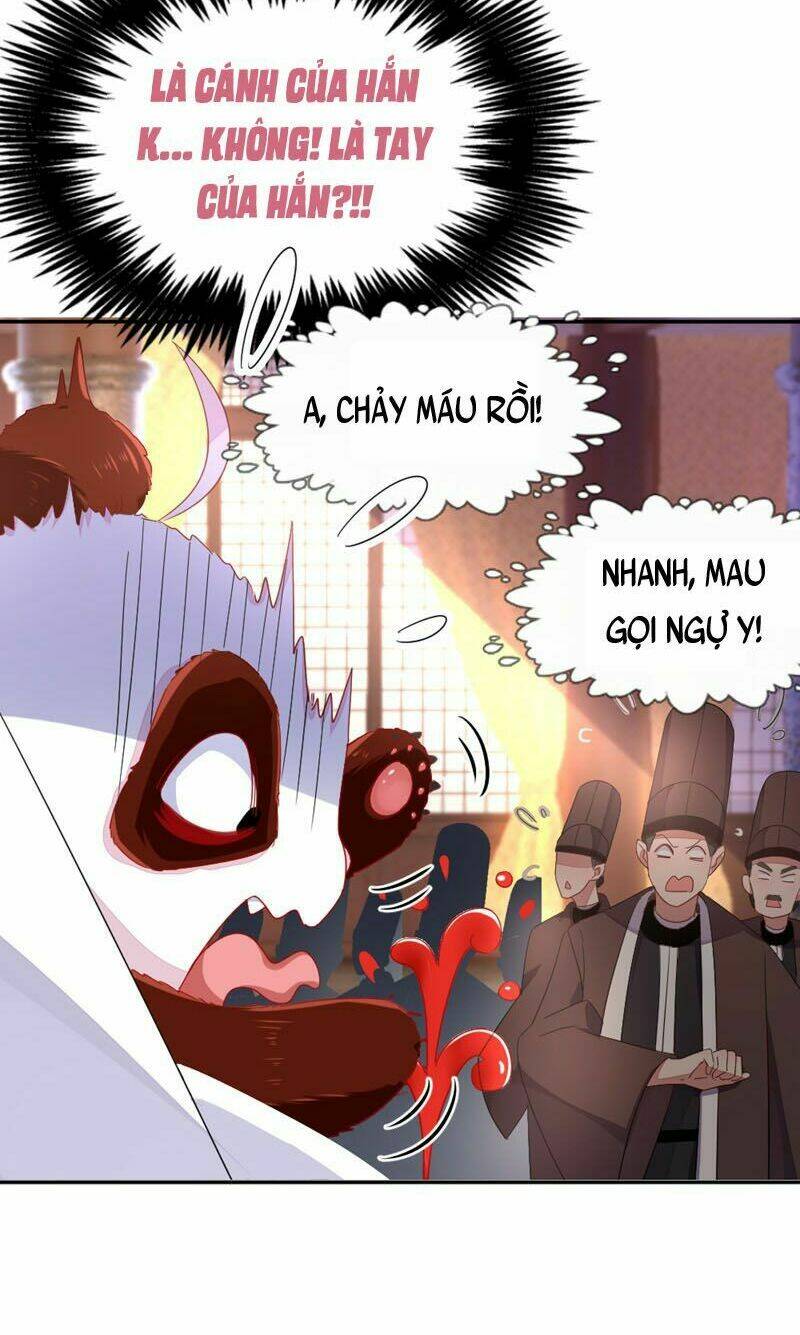 LÀ CÁNH CỦA HẮN
K... KHÔNG! LÀ TAY
CỦA HẮN?!!
A, CHẢY MÁU RỒI!
NHANH, MAU
GỌI NGỰ Y!